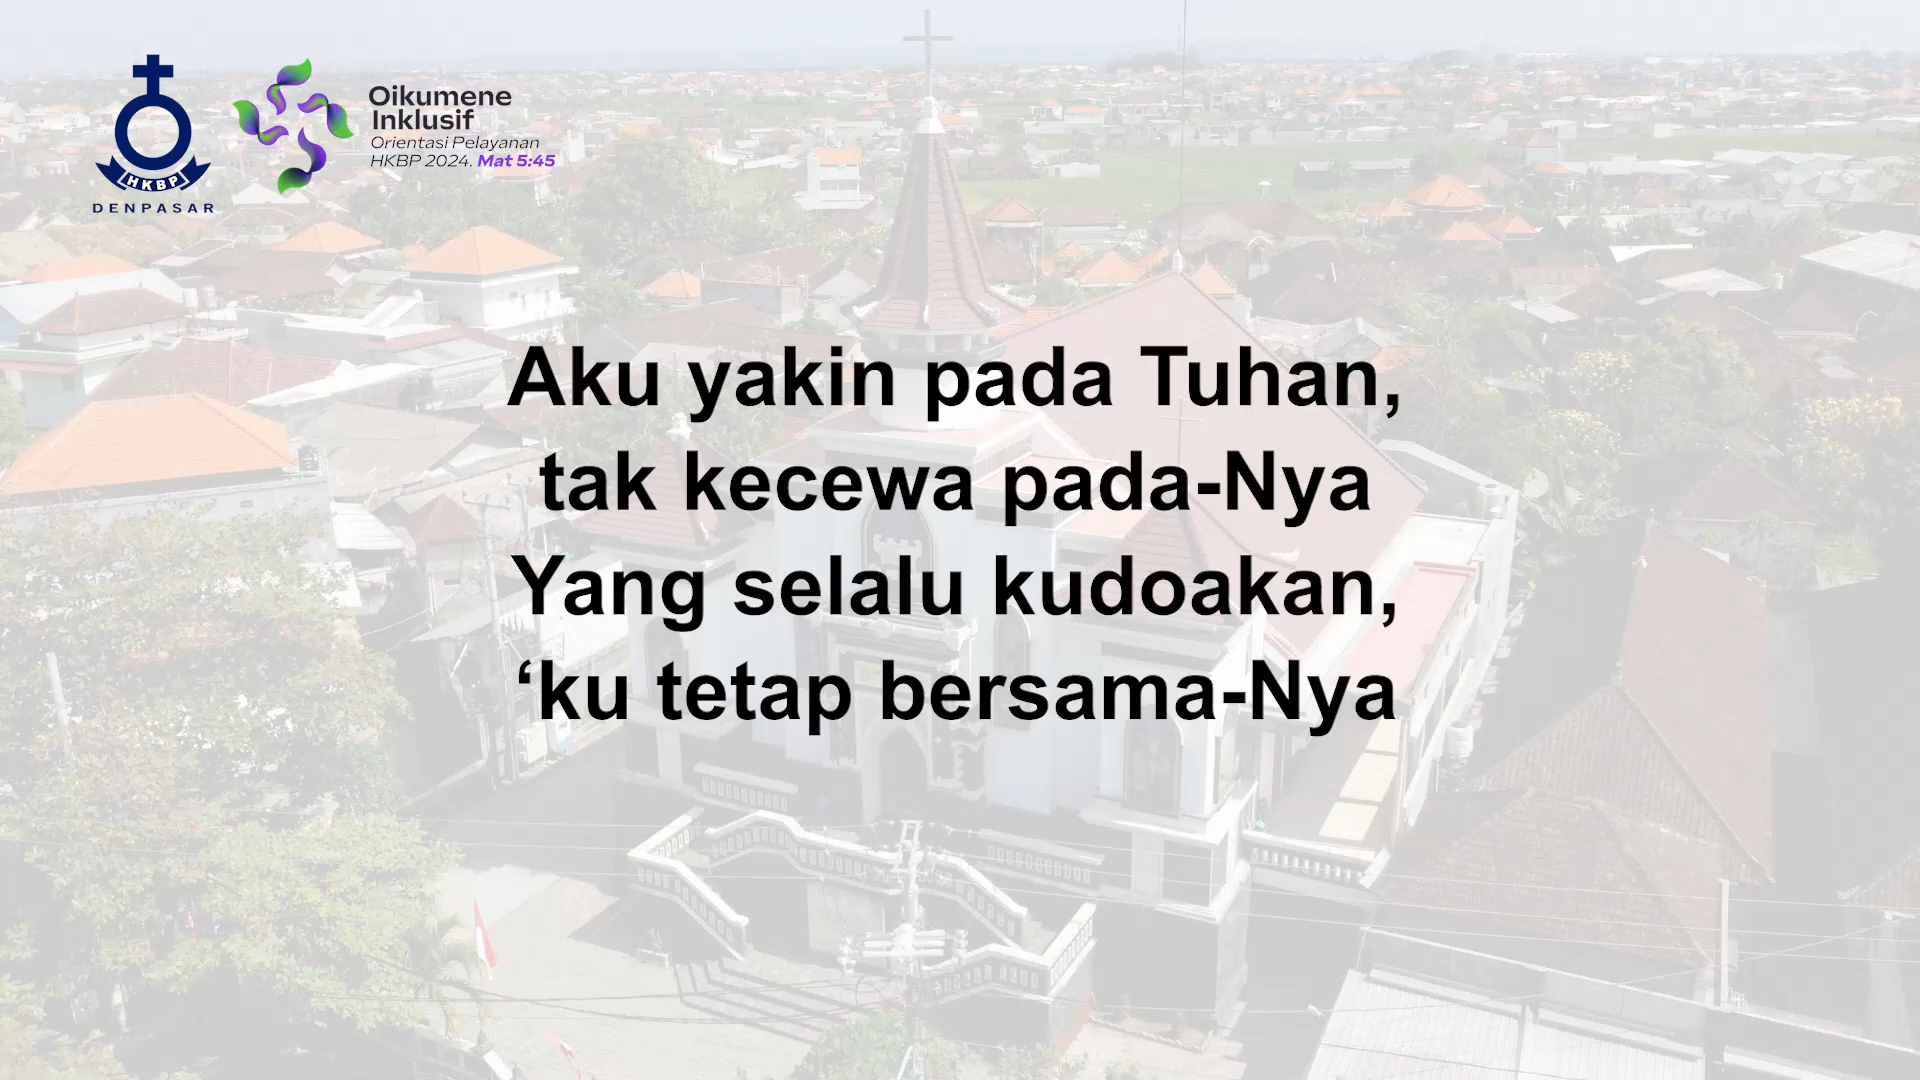 HKBP
DENPASAR
Oikumene
Inklusif
Orientasi Pelayanan
HKBP 2024. Mat 5:45
Aku yakin pada Tuhan,
tak kecewa pada-Nya
Yang selalu kudoakan,
‘ku tetap bersama-Nya